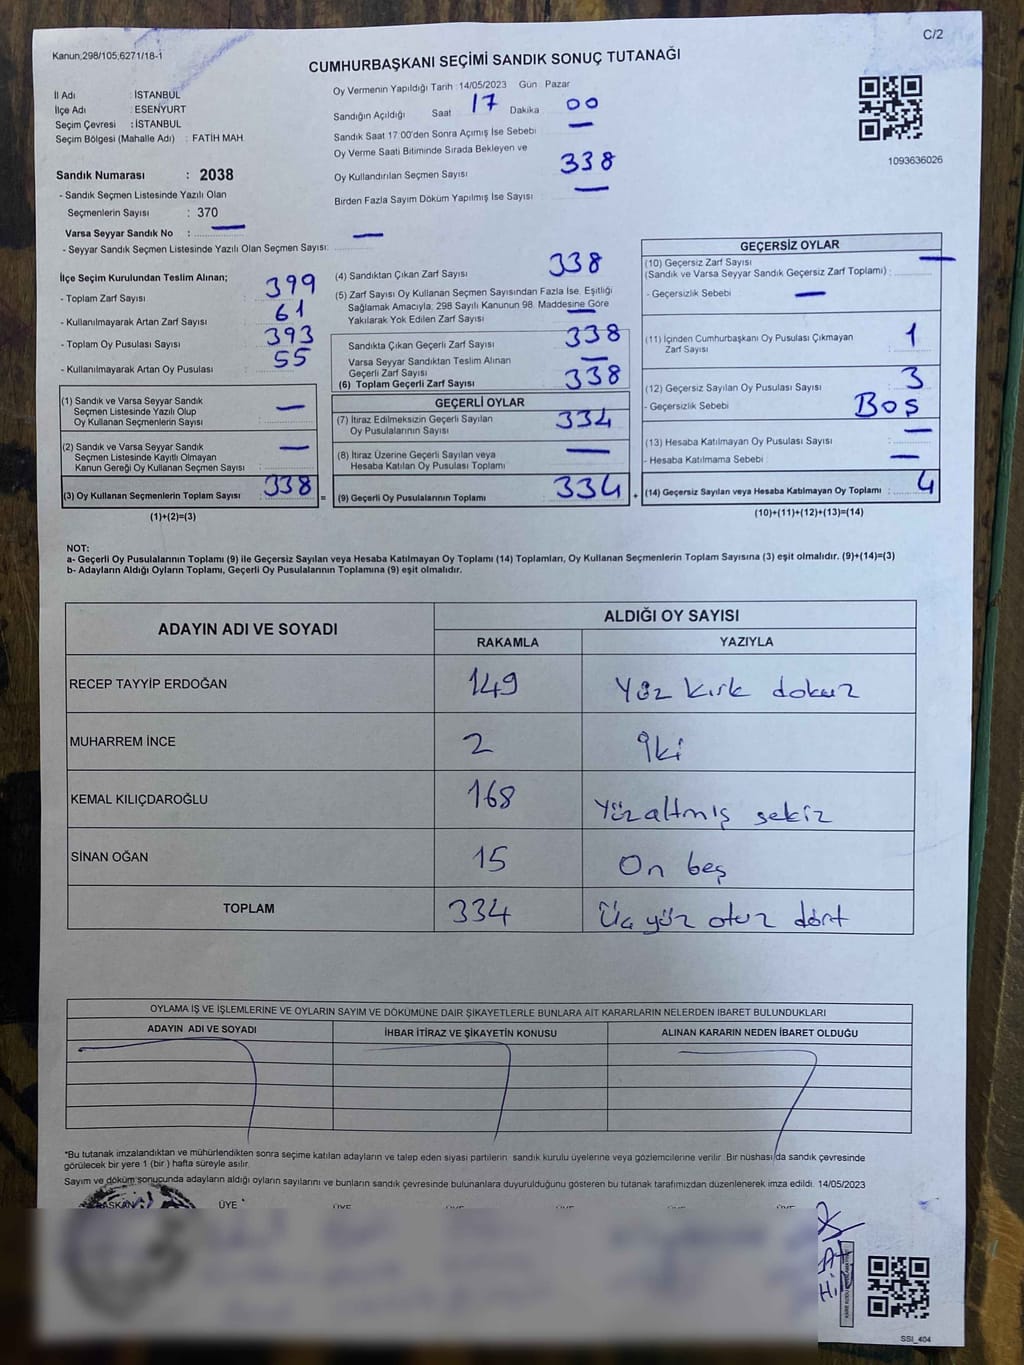 Kanun;298/105,6271/18-1
C/2
CUMHURBAŞKANI SEÇİMİ SANDIK SONUÇ TUTANAĞI
İl Adı : İSTANBUL
İlçe Adı : ESENYURT
Seçim Çevresi : İSTANBUL
Seçim Bölgesi (Mahalle Adı) : FATİH MAH
Sandık Numarası : 2038
- Sandık Seçmen Listesinde Yazılı Olan
Seçmenlerin Sayısı : 370
Varsa Seyyar Sandık No : —
- Seyyar Sandık Seçmen Listesinde Yazılı Olan Seçmen Sayısı: —
Oy Vermenin Yapıldığı Tarih : 14/05/2023 Gün Pazar
Sandığın Açıldığı Saat 17 Dakika 00
Sandık Saat 17:00'den Sonra Açmış İse Sebebi —
Oy Verme Saati Bitiminde Sırada Bekleyen ve
Oy Kullandırılan Seçmen Sayısı 338
Birden Fazla Sayım Döküm Yapılmış İse Sayısı —
1093636026
İlçe Seçim Kurulundan Teslim Alınan;
- Toplam Zarf Sayısı : 399
- Kullanılmayarak Artan Zarf Sayısı : 61
- Toplam Oy Pusulası Sayısı : 393
- Kullanılmayarak Artan Oy Pusulası : 55
(1) Sandık ve Varsa Seyyar Sandık
Seçmen Listesinde Yazılı Olup
Oy Kullanan Seçmenlerin Sayısı : —
(2) Sandık ve Varsa Seyyar Sandık
Seçmen Listesinde Kayıtlı Olmayan
Kanun Gereği Oy Kullanan Seçmen Sayısı : —
(3) Oy Kullanan Seçmenlerin Toplam Sayısı : 338 =
(1)+(2)=(3)
(4) Sandıktan Çıkan Zarf Sayısı 338
(5) Zarf Sayısı Oy Kullanan Seçmen Sayısından Fazla İse, Eşitliği
Sağlamak Amacıyla; 298 Sayılı Kanunun 98. Maddesine Göre
Yakılarak Yok Edilen Zarf Sayısı —
Sandıkta Çıkan Geçerli Zarf Sayısı 338
Varsa Seyyar Sandıktan Teslim Alınan
Geçerli Zarf Sayısı —
(6) Toplam Geçerli Zarf Sayısı 338
GEÇERLİ OYLAR
(7) İtiraz Edilmeksizin Geçerli Sayılan
Oy Pusulalarının Sayısı 334
(8) İtiraz Üzerine Geçerli Sayılan veya
Hesaba Katılan Oy Pusulası Toplamı —
(9) Geçerli Oy Pusulalarının Toplamı 334 +
GEÇERSİZ OYLAR
(10) Geçersiz Zarf Sayısı
(Sandık ve Varsa Seyyar Sandık Geçersiz Zarf Toplamı) : —
- Geçersizlik Sebebi : —
(11) İçinden Cumhurbaşkanı Oy Pusulası Çıkmayan
Zarf Sayısı 1
(12) Geçersiz Sayılan Oy Pusulası Sayısı : 3
- Geçersizlik Sebebi : Boş
(13) Hesaba Katılmayan Oy Pusulası Sayısı : —
- Hesaba Katılmama Sebebi : —
(14) Geçersiz Sayılan veya Hesaba Katılmayan Oy Toplamı : 4
(10)+(11)+(12)+(13)=(14)
NOT:
a- Geçerli Oy Pusulalarının Toplamı (9) ile Geçersiz Sayılan veya Hesaba Katılmayan Oy Toplamı (14) Toplamları, Oy Kullanan Seçmenlerin Toplam Sayısına (3) eşit olmalıdır. (9)+(14)=(3)
b- Adayların Aldığı Oyların Toplamı, Geçerli Oy Pusulalarının Toplamına (9) eşit olmalıdır.
ADAYIN ADI VE SOYADI
ALDIĞI OY SAYISI
RAKAMLA YAZIYLA
RECEP TAYYİP ERDOĞAN 149 Yüz kırk dokuz
MUHARREM İNCE 2 İki
KEMAL KILIÇDAROĞLU 168 Yüz altmış sekiz
SİNAN OĞAN 15 On beş
TOPLAM 334 Üç yüz otuz dört
OYLAMA İŞ VE İŞLEMLERİNE VE OYLARIN SAYIM VE DÖKÜMÜNE DAİR ŞİKAYETLERLE BUNLARA AİT KARARLARIN NELERDEN İBARET BULUNDUKLARI
ADAYIN ADI VE SOYADI İHBAR İTİRAZ VE ŞİKAYETİN KONUSU ALINAN KARARIN NEDEN İBARET OLDUĞU
*Bu tutanak imzalandıktan ve mühürlendikten sonra seçime katılan adayların ve talep eden siyasi partilerin sandık kurulu üyelerine veya gözlemcilerine verilir. Bir nüshası da sandık çevresinde
görülecek bir yere 1 (bir) hafta süreyle asılır.
Sayım ve döküm sonucunda adayların aldığı oyların sayılarını ve bunların sandık çevresinde bulunanlara duyurulduğunu gösteren bu tutanak tarafımızdan düzenlenerek imza edildi. 14/05/2023
BAŞKAN ÜYE ÜYE ÜYE ÜYE ÜYE ÜYE
SSI_404